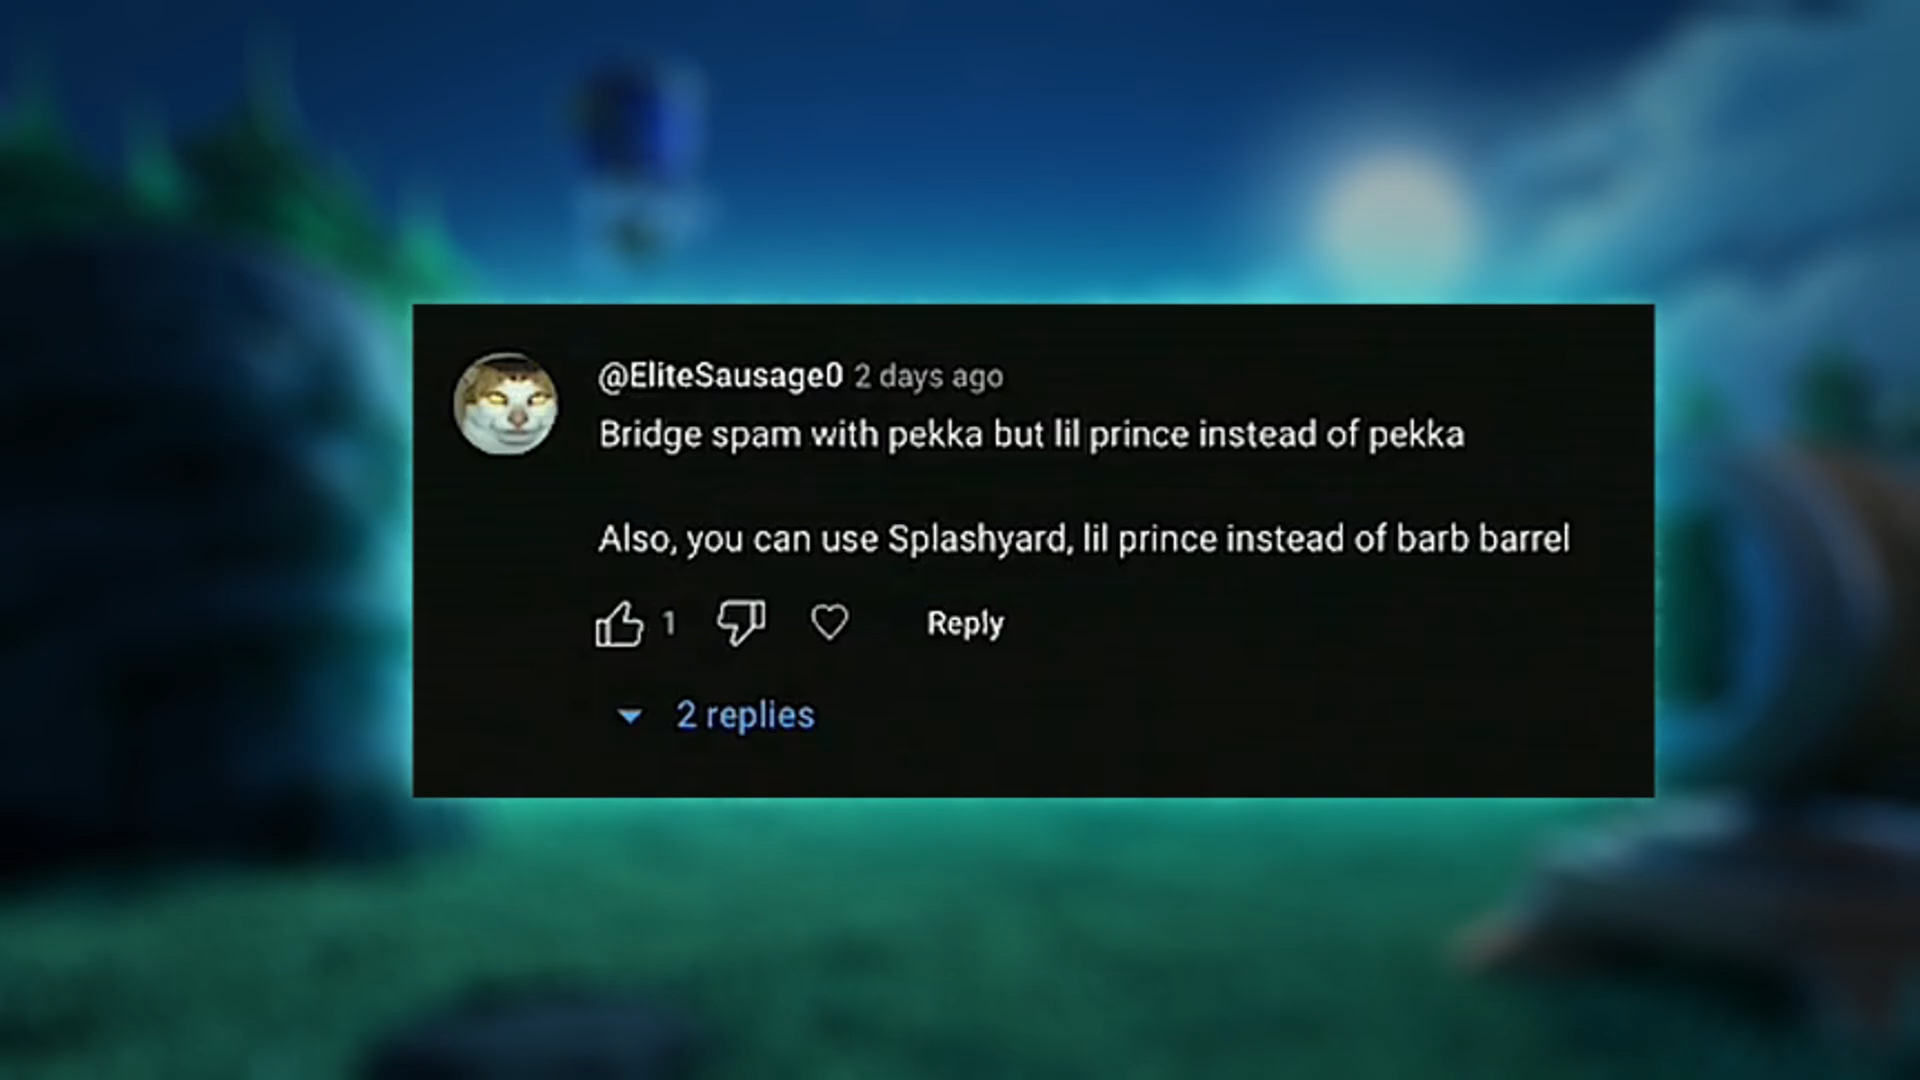 @EliteSausage0 2 days ago
Bridge spam with pekka but lil prince instead of pekka
Also, you can use Splashyard, lil prince instead of barb barrel
1 Reply
2 replies